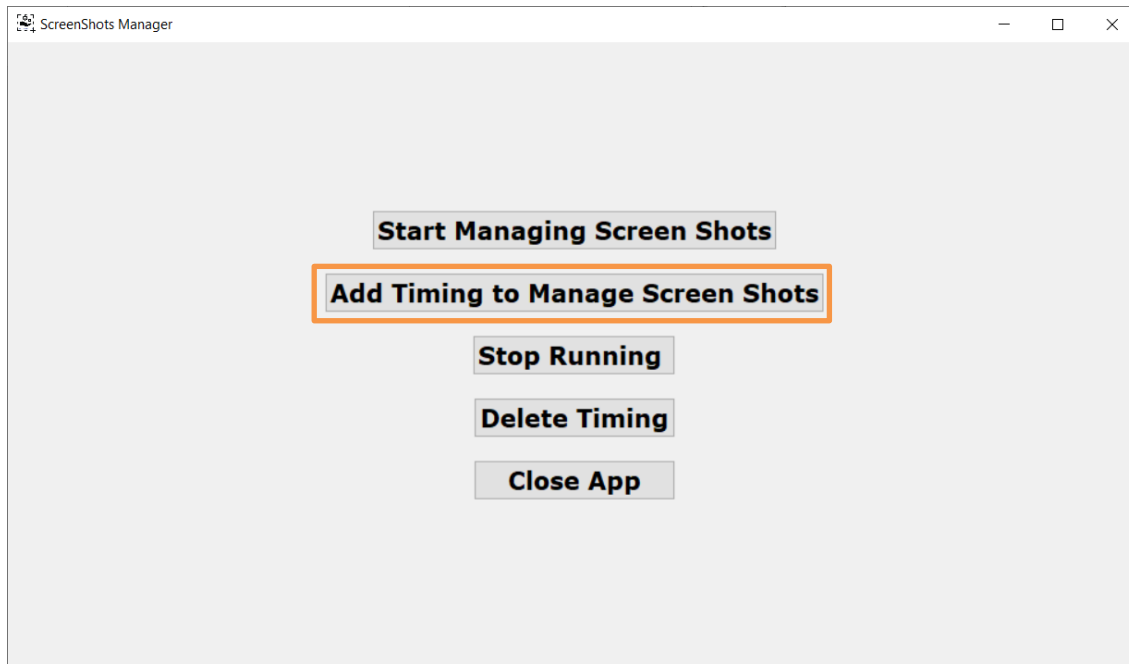 ScreenShots Manager
Start Managing Screen Shots
Add Timing to Manage Screen Shots
Stop Running
Delete Timing
Close App